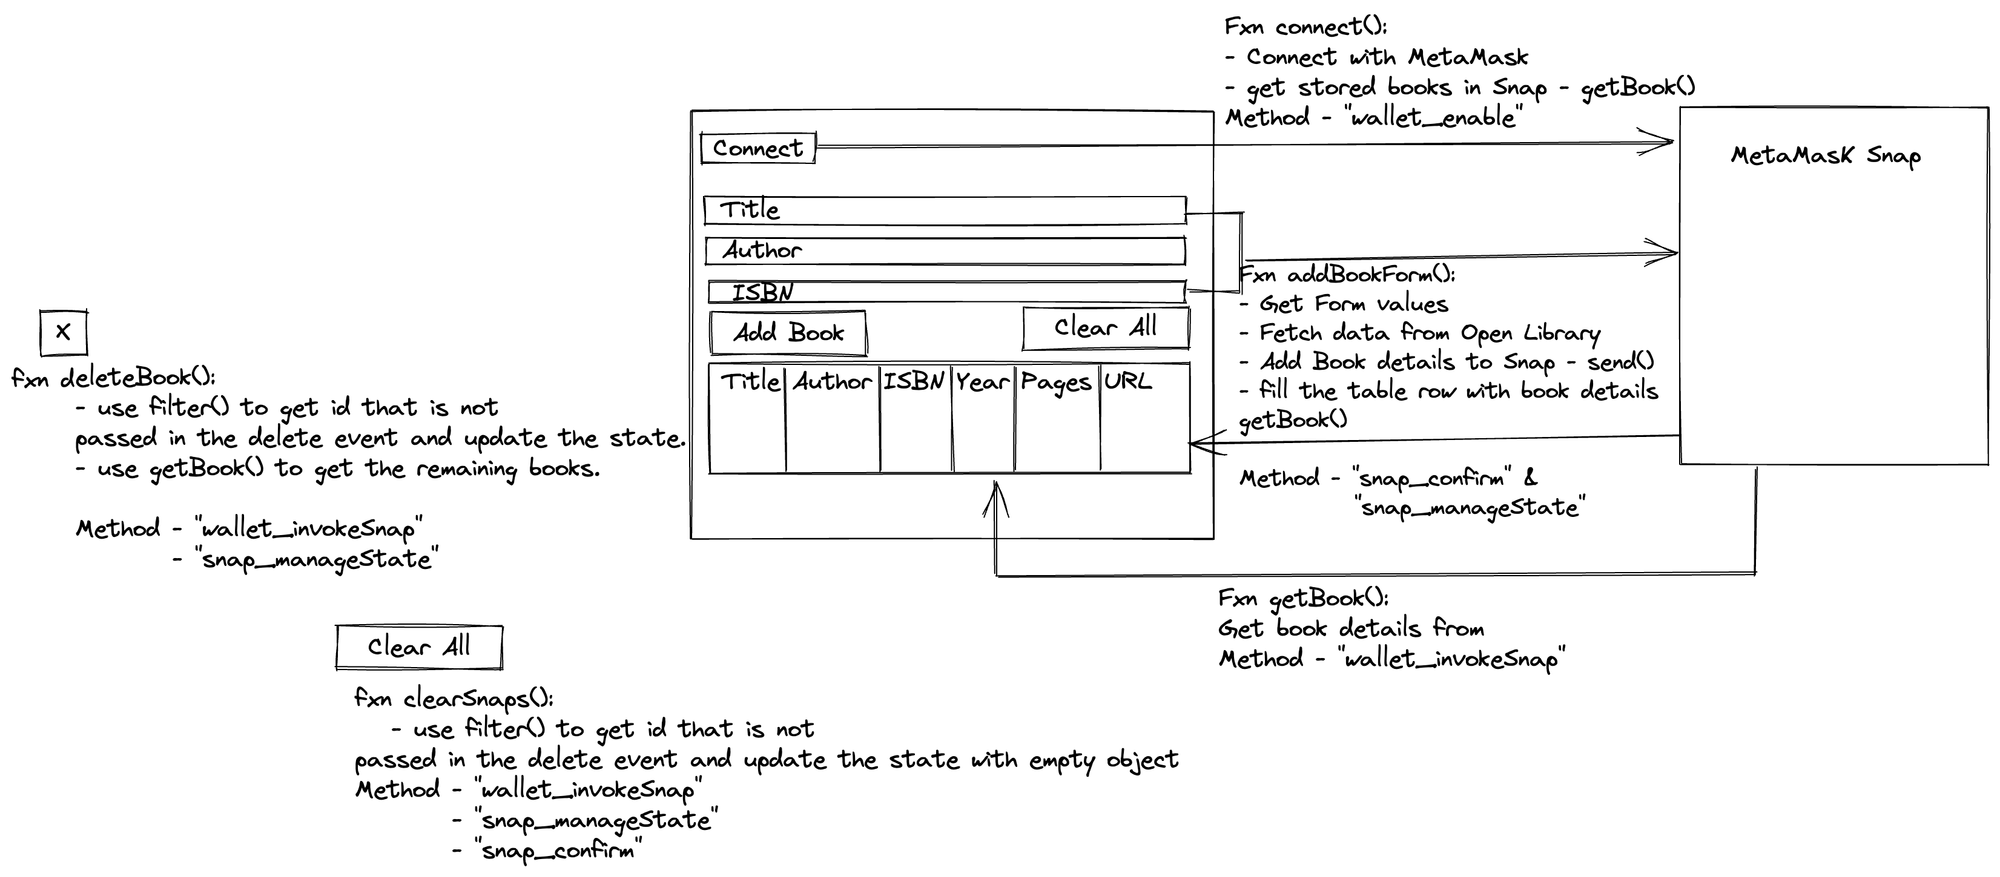 Fxn connect():
- Connect with MetaMask
- get stored books in Snap - getBook()
Method - "wallet_enable"
Connect
MetaMasK Snap
Title
Author
ISBN
Add Book
Clear All
Title Author ISBN Year Pages URL
Fxn addBookForm():
- Get Form values
- Fetch data from Open Library
- Add Book details to Snap - send()
- fill the table row with book details
getBook()
Method - "snap_confirm" &
"snap_manageState"
X
fxn deleteBook():
- use filter() to get id that is not
passed in the delete event and update the state.
- use getBook() to get the remaining books.
Method - "wallet_invokeSnap"
- "snap_manageState"
Fxn getBook():
Get book details from
Method - "wallet_invokeSnap"
Clear All
fxn clearSnaps():
- use filter() to get id that is not
passed in the delete event and update the state with empty object
Method - "wallet_invokeSnap"
- "snap_manageState"
- "snap_confirm"